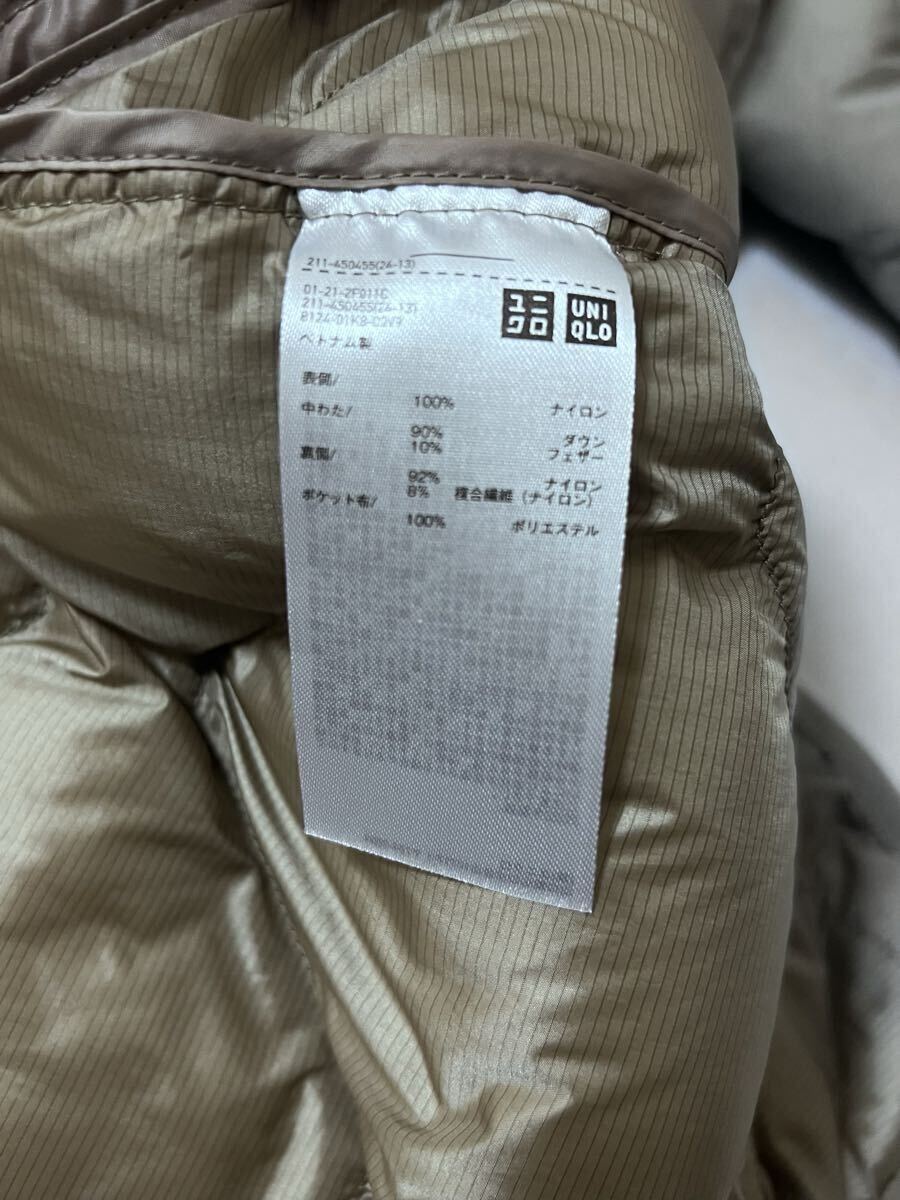 211-450455(24-13)
01-21-2F011C
211-450455(24-13)
8124-01K8-02V9
ベトナム製
ユニ
クロ
UNI
QLO
表側/
100% ナイロン
中わた/
90% ダウン
10% フェザー
裏側/
92% ナイロン
8% 複合繊維 (ナイロン)
ポケット布/
100% ポリエステル